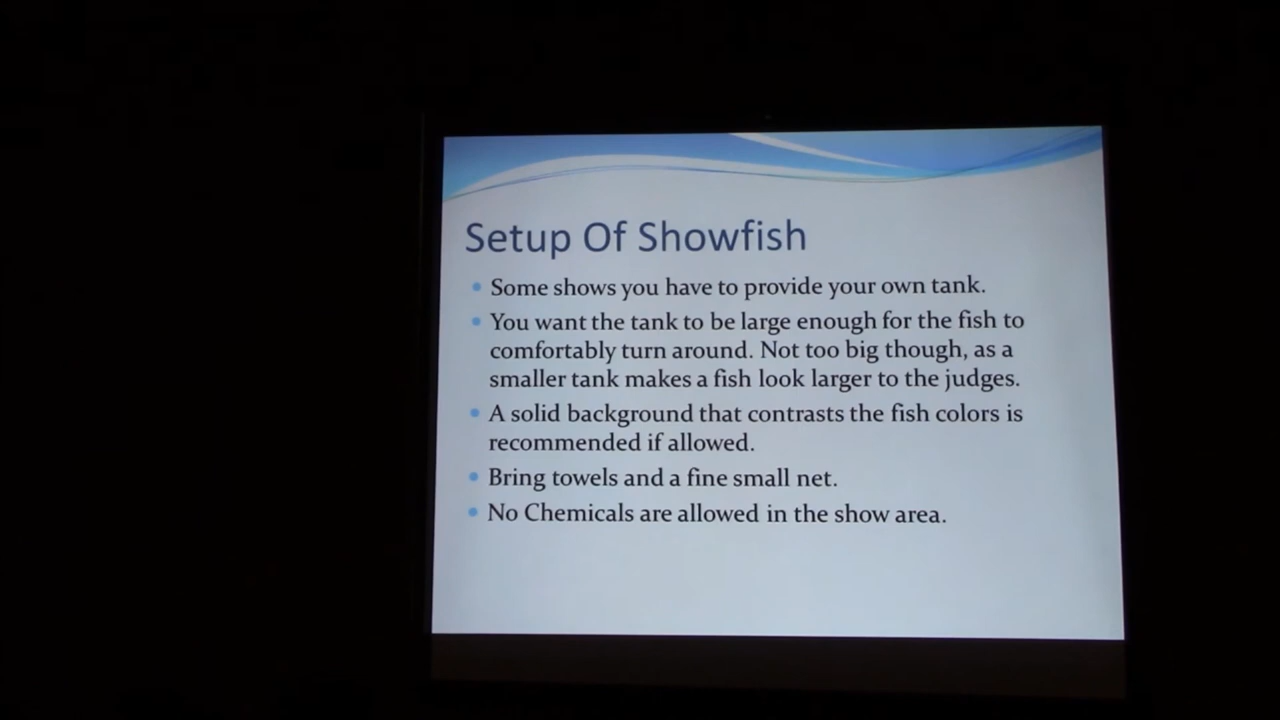 Setup Of Showfish
Some shows you have to provide your own tank.
You want the tank to be large enough for the fish to
comfortably turn around. Not too big though, as a
smaller tank makes a fish look larger to the judges.
A solid background that contrasts the fish colors is
recommended if allowed.
Bring towels and a fine small net.
No Chemicals are allowed in the show area.